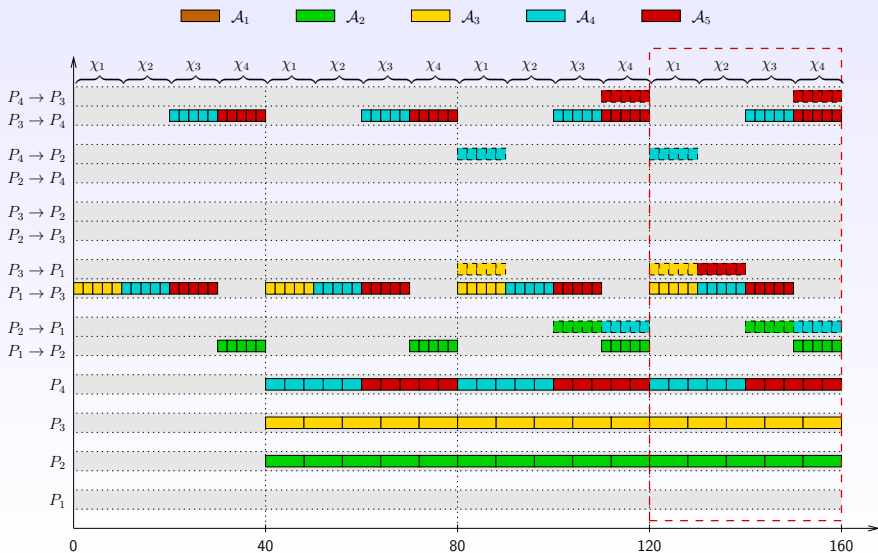 𝒜₁ 𝒜₂ 𝒜₃ 𝒜₄ 𝒜₅
χ₁ χ₂ χ₃ χ₄ χ₁ χ₂ χ₃ χ₄ χ₁ χ₂ χ₃ χ₄ χ₁ χ₂ χ₃ χ₄
P₄ → P₃
P₃ → P₄
P₄ → P₂
P₂ → P₄
P₃ → P₂
P₂ → P₃
P₃ → P₁
P₁ → P₃
P₂ → P₁
P₁ → P₂
P₄
P₃
P₂
P₁
0 40 80 120 160